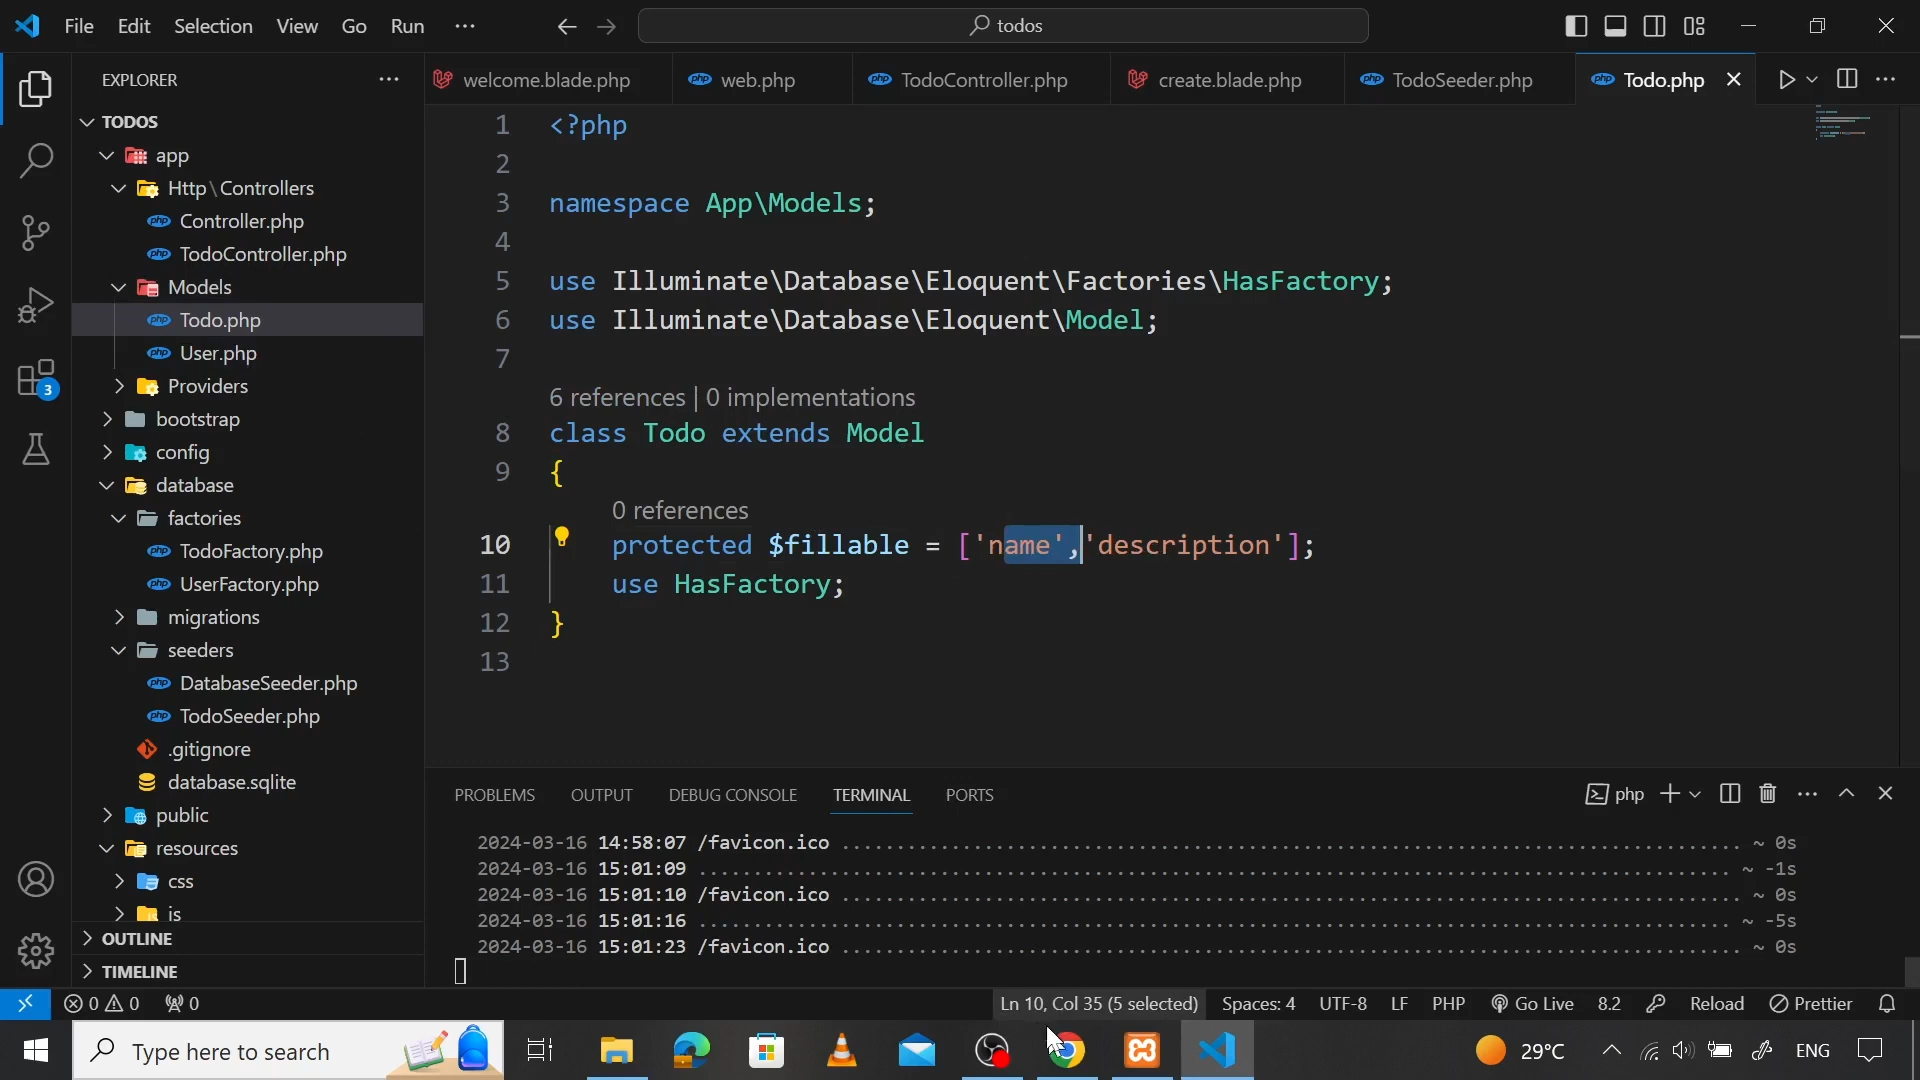 File Edit Selection View Go Run ···
todos
EXPLORER
welcome.blade.php
web.php
TodoController.php
create.blade.php
TodoSeeder.php
Todo.php
TODOS
app
Http\Controllers
Controller.php
TodoController.php
Models
Todo.php
User.php
Providers
bootstrap
config
database
factories
TodoFactory.php
UserFactory.php
migrations
seeders
DatabaseSeeder.php
TodoSeeder.php
.gitignore
database.sqlite
public
resources
css
js
OUTLINE
TIMELINE
1 <?php
2
3 namespace App\Models;
4
5 use Illuminate\Database\Eloquent\Factories\HasFactory;
6 use Illuminate\Database\Eloquent\Model;
7
6 references | 0 implementations
8 class Todo extends Model
9 {
0 references
10 protected $fillable = ['name','description'];
11 use HasFactory;
12 }
13
PROBLEMS OUTPUT DEBUG CONSOLE TERMINAL PORTS
php
2024-03-16 14:58:07 /favicon.ico ................................................................................ ~ 0s
2024-03-16 15:01:09 ................................................................................ ~ -1s
2024-03-16 15:01:10 /favicon.ico ................................................................................ ~ 0s
2024-03-16 15:01:16 ................................................................................ ~ -5s
2024-03-16 15:01:23 /favicon.ico ................................................................................ ~ 0s
3
0 0 0
Ln 10, Col 35 (5 selected) Spaces: 4 UTF-8 LF PHP Go Live 8.2 Reload Prettier
Type here to search
29°C
ENG